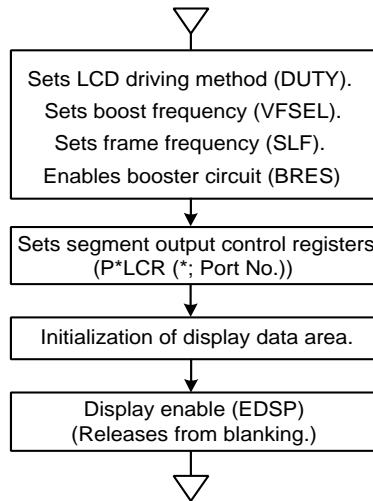 Sets LCD driving method (DUTY).
Sets boost frequency (VFSEL).
Sets frame frequency (SLF).
Enables booster circuit (BRES)
Sets segment output control registers
(P*LCR (*; Port No.))
Initialization of display data area.
Display enable (EDSP)
(Releases from blanking.)